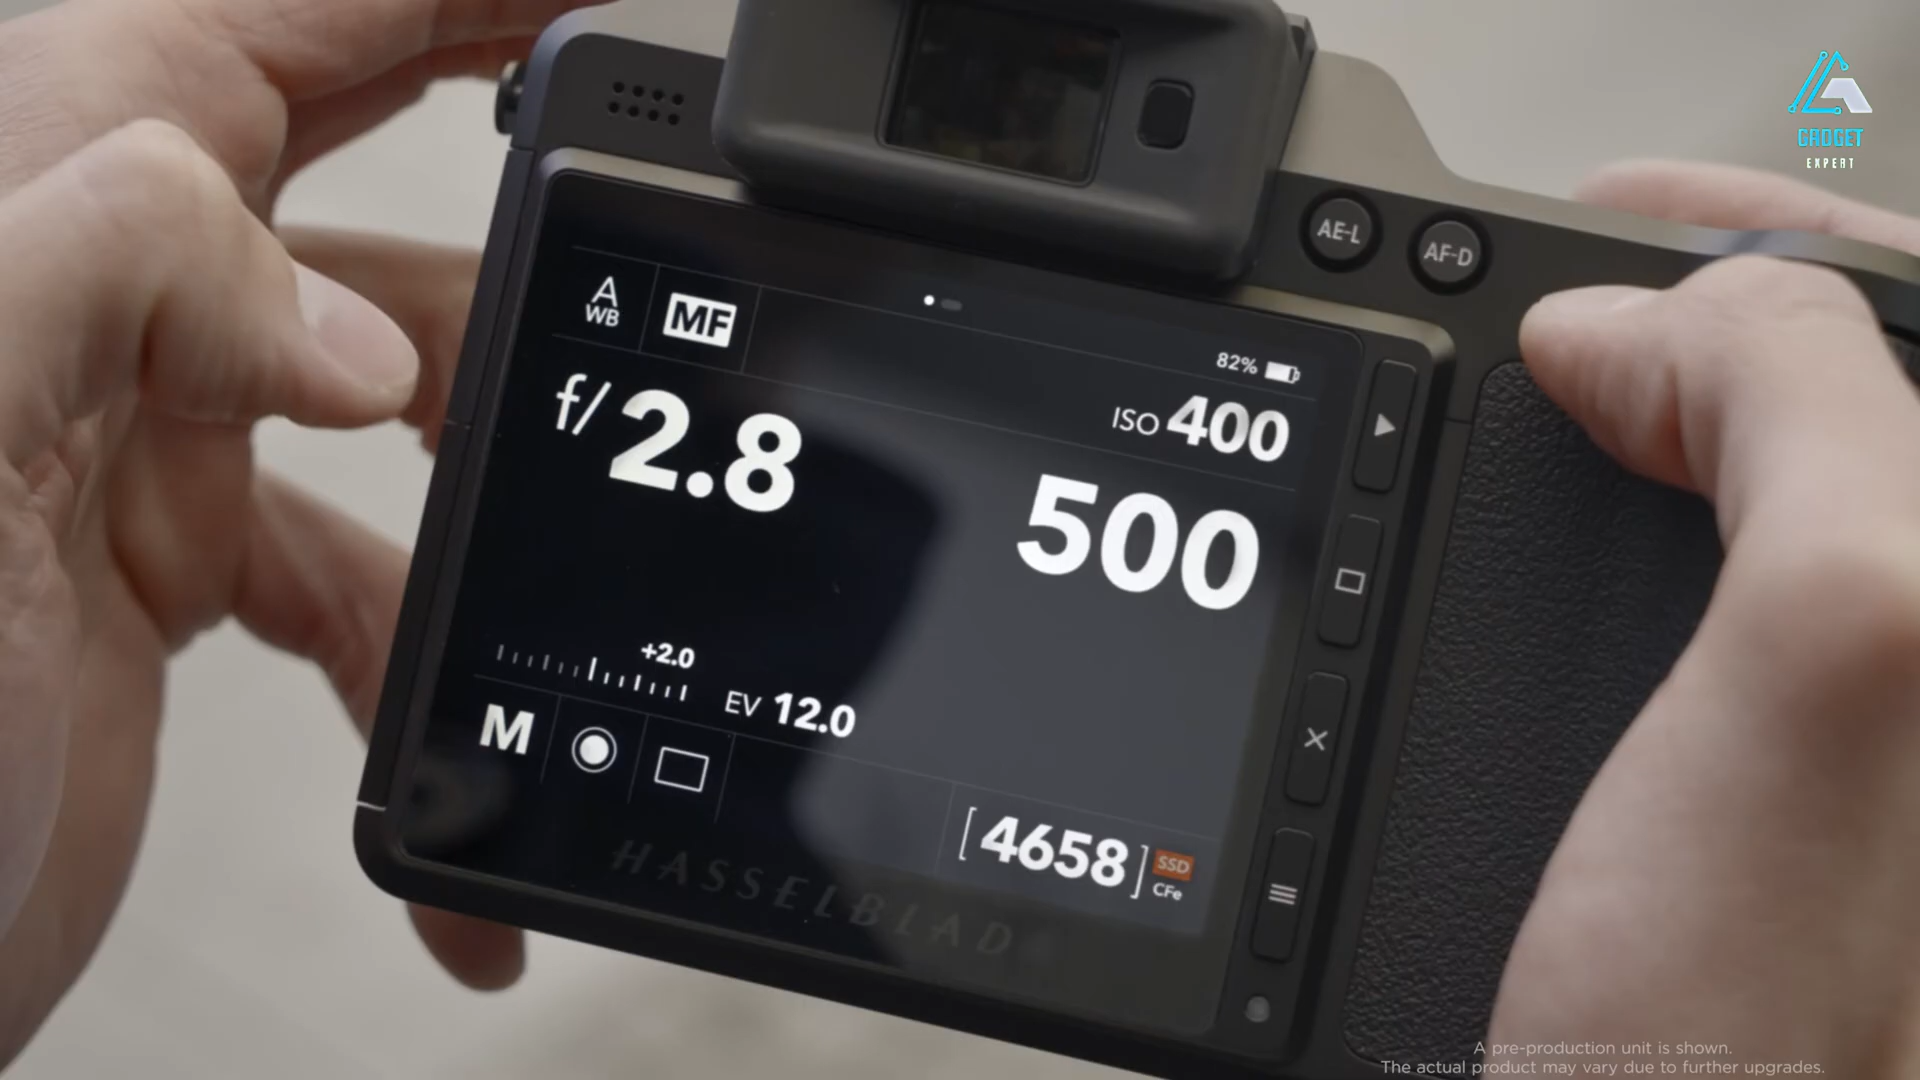 GADGET
EXPERT
AE-L
AF-D
A
WB
MF
82%
f/2.8
ISO 400
500
+2.0
EV 12.0
M
[4658]
SSD
CFe
HASSELBLAD
A pre-production unit is shown.
The actual product may vary due to further upgrades.